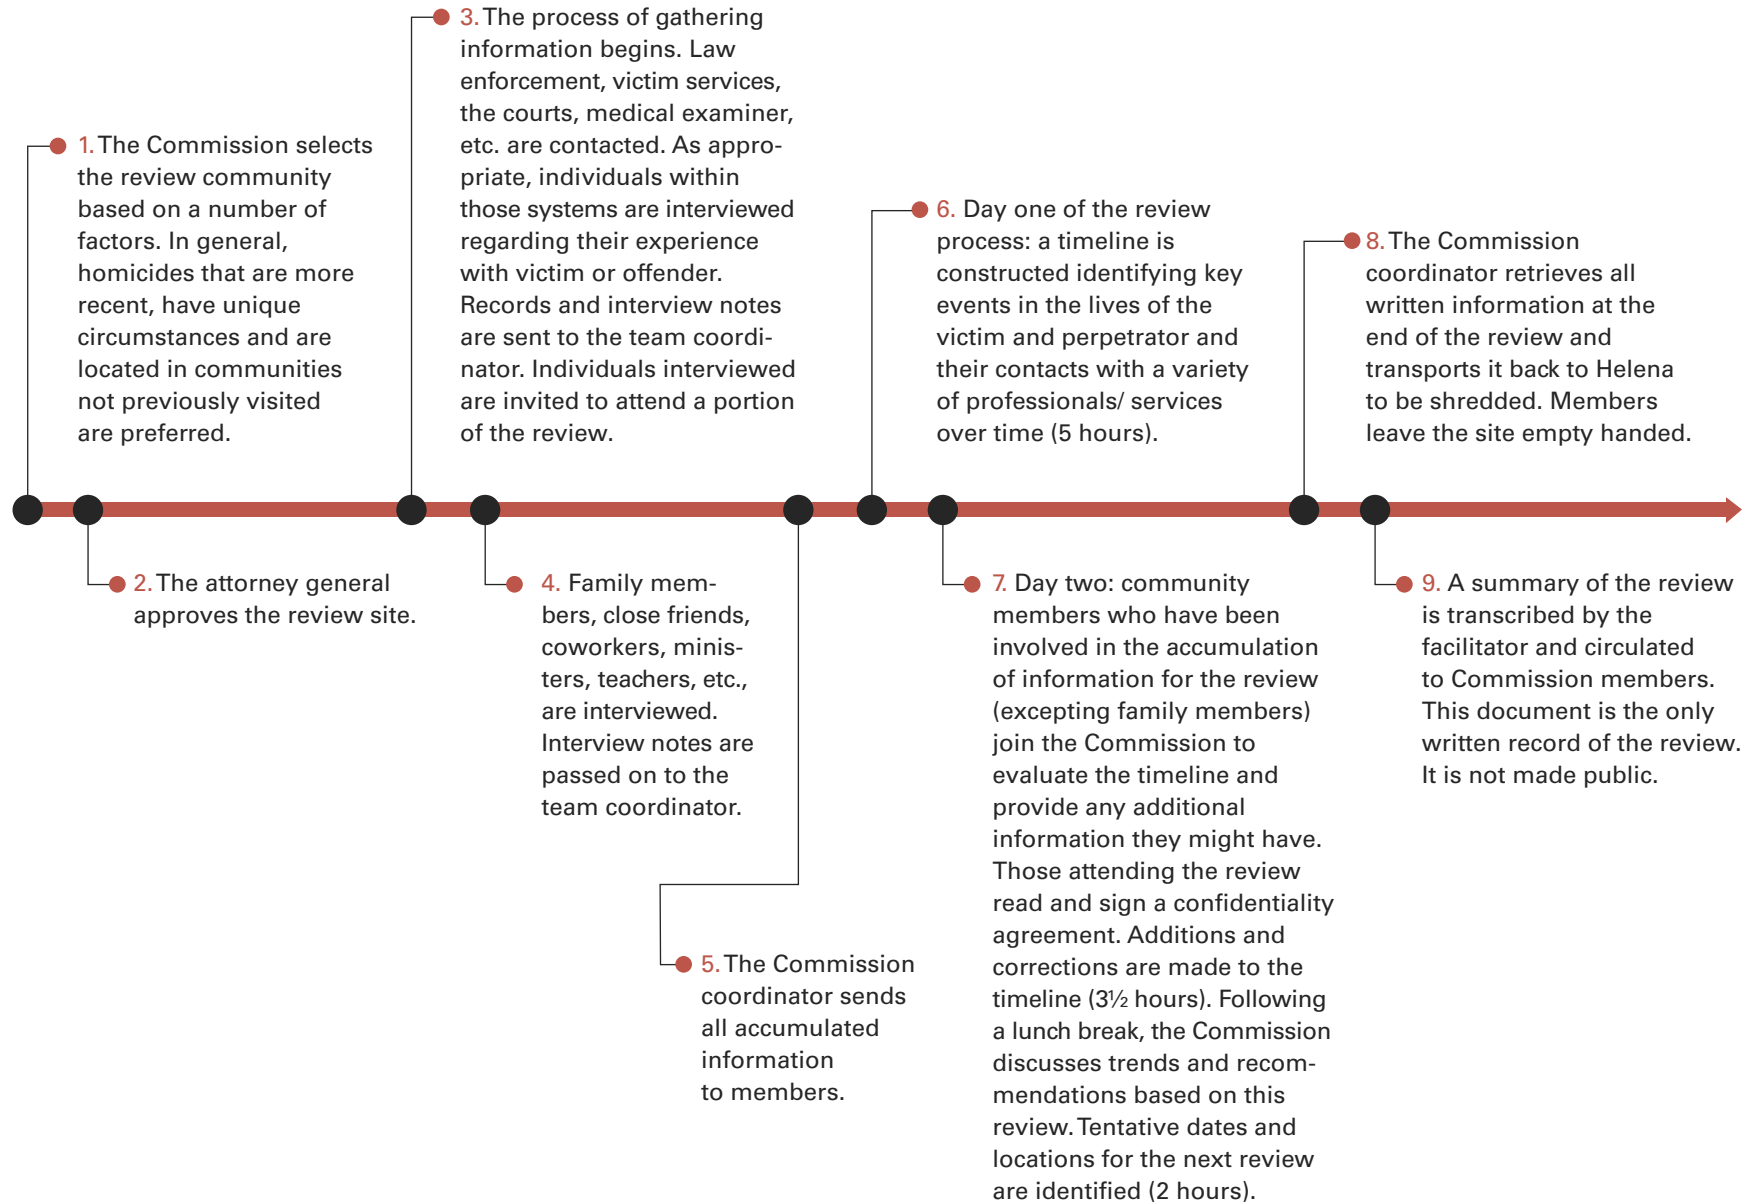 1. The Commission selects
the review community
based on a number of
factors. In general,
homicides that are more
recent, have unique
circumstances and are
located in communities
not previously visited
are preferred.
2. The attorney general
approves the review site.
3. The process of gathering
information begins. Law
enforcement, victim services,
the courts, medical examiner,
etc. are contacted. As appro-
priate, individuals within
those systems are interviewed
regarding their experience
with victim or offender.
Records and interview notes
are sent to the team coordi-
nator. Individuals interviewed
are invited to attend a portion
of the review.
4. Family mem-
bers, close friends,
coworkers, minis-
ters, teachers, etc.,
are interviewed.
Interview notes are
passed on to the
team coordinator.
5. The Commission
coordinator sends
all accumulated
information
to members.
6. Day one of the review
process: a timeline is
constructed identifying key
events in the lives of the
victim and perpetrator and
their contacts with a variety
of professionals/ services
over time (5 hours).
7. Day two: community
members who have been
involved in the accumulation
of information for the review
(excepting family members)
join the Commission to
evaluate the timeline and
provide any additional
information they might have.
Those attending the review
read and sign a confidentiality
agreement. Additions and
corrections are made to the
timeline (3½ hours). Following
a lunch break, the Commission
discusses trends and recom-
mendations based on this
review. Tentative dates and
locations for the next review
are identified (2 hours).
8. The Commission
coordinator retrieves all
written information at the
end of the review and
transports it back to Helena
to be shredded. Members
leave the site empty handed.
9. A summary of the review
is transcribed by the
facilitator and circulated
to Commission members.
This document is the only
written record of the review.
It is not made public.